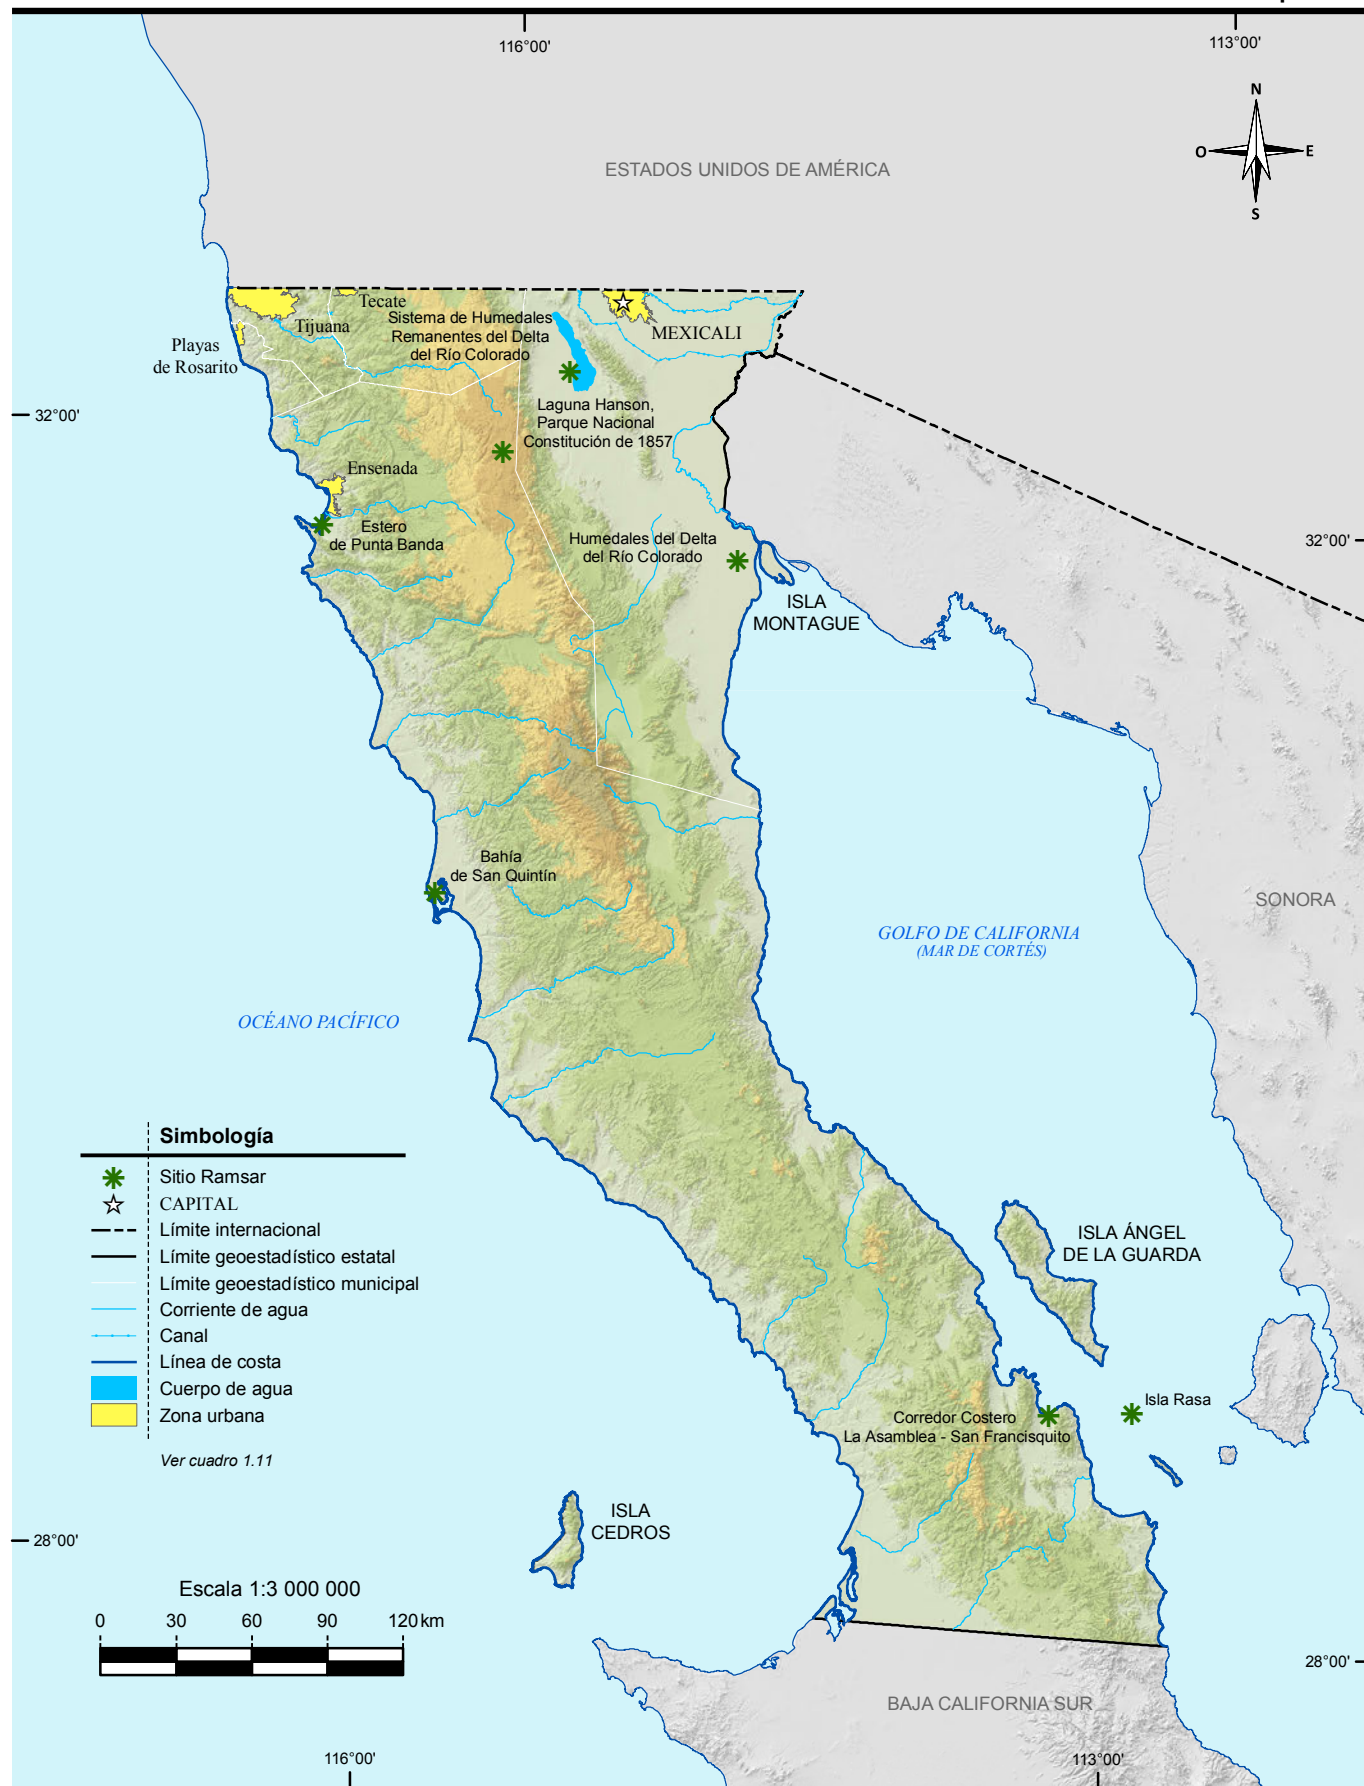 116°00'
113°00'
N
O
E
S
ESTADOS UNIDOS DE AMÉRICA
Tecate
Tijuana
Playas
de Rosarito
Sistema de Humedales
Remanentes del Delta
del Río Colorado
MEXICALI
Laguna Hanson,
Parque Nacional
Constitución de 1857
32°00'
Ensenada
Estero
de Punta Banda
Humedales del Delta
del Río Colorado
32°00'
ISLA
MONTAGUE
Bahía
de San Quintín
SONORA
GOLFO DE CALIFORNIA
(MAR DE CORTÉS)
OCÉANO PACÍFICO
Simbología
Sitio Ramsar
CAPITAL
Límite internacional
Límite geoestadístico estatal
Límite geoestadístico municipal
Corriente de agua
Canal
Línea de costa
Cuerpo de agua
Zona urbana
Ver cuadro 1.11
ISLA ÁNGEL
DE LA GUARDA
Isla Rasa
Corredor Costero
La Asamblea - San Francisquito
ISLA
CEDROS
28°00'
Escala 1:3 000 000
0 30 60 90 120 km
28°00'
BAJA CALIFORNIA SUR
116°00'
113°00'